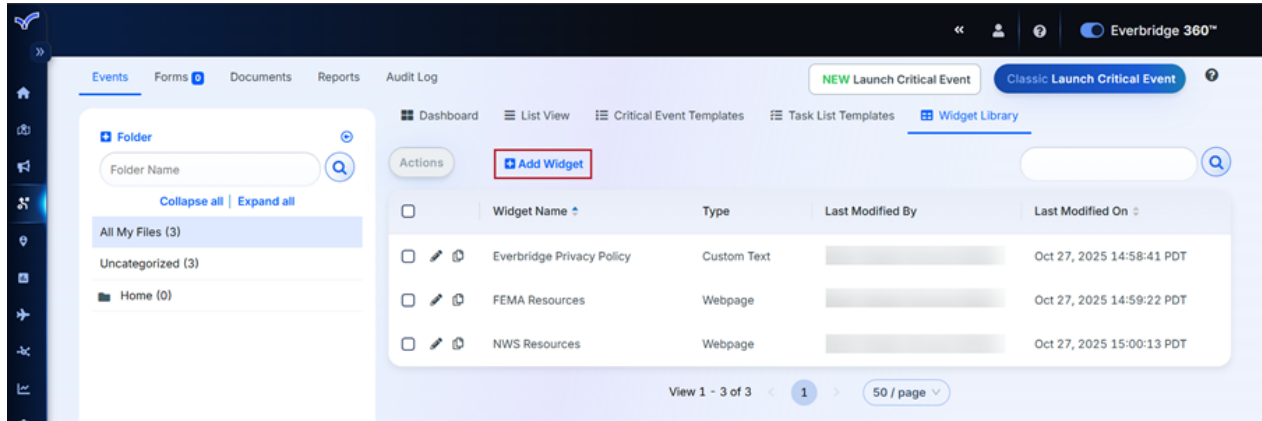 Everbridge 360™
Events Forms 0 Documents Reports Audit Log
NEW Launch Critical Event Classic Launch Critical Event
Dashboard List View Critical Event Templates Task List Templates Widget Library
Folder
Folder Name
Collapse all | Expand all
All My Files (3)
Uncategorized (3)
Home (0)
Actions Add Widget
Widget Name Type Last Modified By Last Modified On
Everbridge Privacy Policy Custom Text Oct 27, 2025 14:58:41 PDT
FEMA Resources Webpage Oct 27, 2025 14:59:22 PDT
NWS Resources Webpage Oct 27, 2025 15:00:13 PDT
View 1 - 3 of 3 < 1 > 50 / page